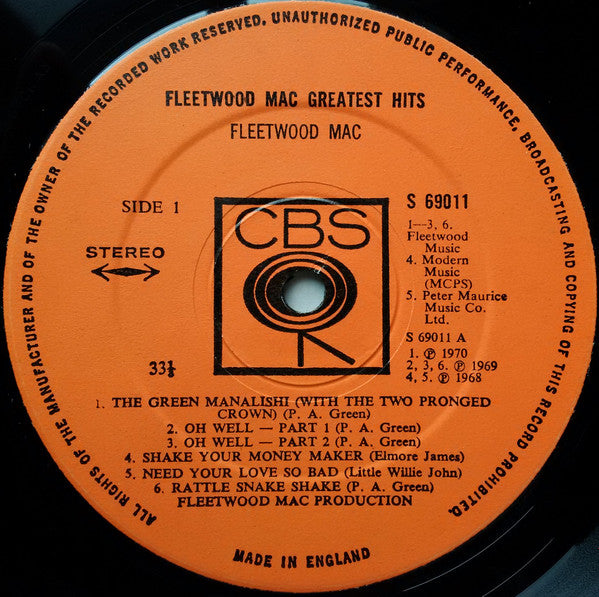 ALL RIGHTS OF THE MANUFACTURER AND OF THE OWNER OF THE RECORDED WORK RESERVED. UNAUTHORIZED PUBLIC PERFORMANCE, BROADCASTING AND COPYING OF THIS RECORD PROHIBITED.
FLEETWOOD MAC GREATEST HITS
FLEETWOOD MAC
SIDE 1
STEREO
33⅓
CBS
S 69011
1—3, 6.
Fleetwood
Music
4. Modern
Music
(MCPS)
5. Peter Maurice
Music Co.
Ltd.
S 69011 A
1. ℗ 1970
2, 3, 6. ℗ 1969
4, 5. ℗ 1968
1. THE GREEN MANALISHI (WITH THE TWO PRONGED
CROWN) (P. A. Green)
2. OH WELL — PART 1 (P. A. Green)
3. OH WELL — PART 2 (P. A. Green)
4. SHAKE YOUR MONEY MAKER (Elmore James)
5. NEED YOUR LOVE SO BAD (Little Willie John)
6. RATTLE SNAKE SHAKE (P. A. Green)
FLEETWOOD MAC PRODUCTION
MADE IN ENGLAND